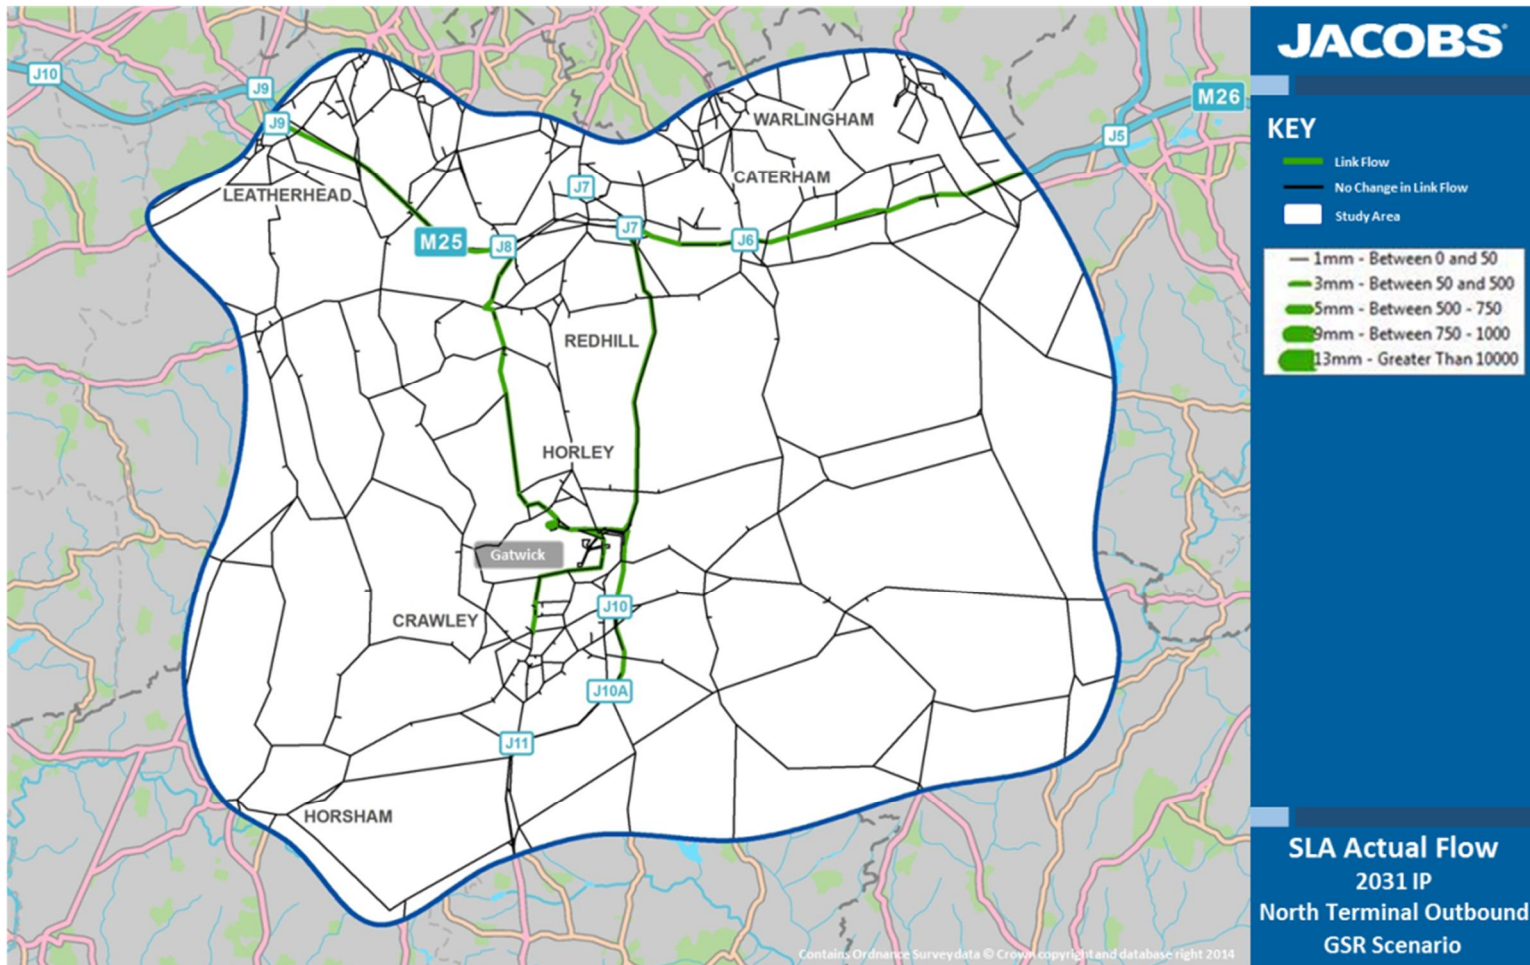 JACOBS
M26
J10
J9
J9
J5
WARLINGHAM
CATERHAM
J7
LEATHERHEAD
J7
M25
J8
J6
REDHILL
HORLEY
Gatwick
J10
CRAWLEY
J10A
J11
HORSHAM
KEY
Link Flow
No Change in Link Flow
Study Area
1mm - Between 0 and 50
3mm - Between 50 and 500
5mm - Between 500 - 750
9mm - Between 750 - 1000
13mm - Greater Than 10000
SLA Actual Flow
2031 IP
North Terminal Outbound
GSR Scenario
Contains Ordnance Survey data © Crown copyright and database right 2014